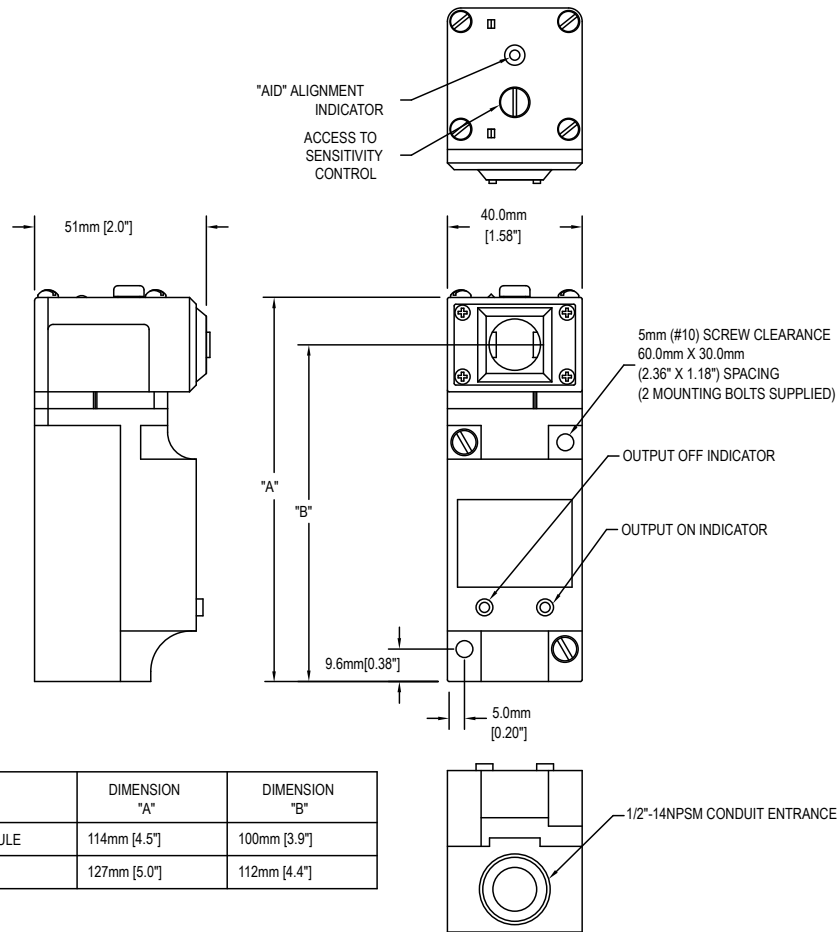 "AID" ALIGNMENT
INDICATOR
ACCESS TO
SENSITIVITY
CONTROL
51mm [2.0"]
40.0mm
[1.58"]
5mm (#10) SCREW CLEARANCE
60.0mm X 30.0mm
(2.36" X 1.18") SPACING
(2 MOUNTING BOLTS SUPPLIED)
OUTPUT OFF INDICATOR
"A"
"B"
OUTPUT ON INDICATOR
9.6mm[0.38"]
5.0mm
[0.20"]
DIMENSION
"A"
DIMENSION
"B"
114mm [4.5"]
100mm [3.9"]
127mm [5.0"]
112mm [4.4"]
1/2"-14NPSM CONDUIT ENTRANCE